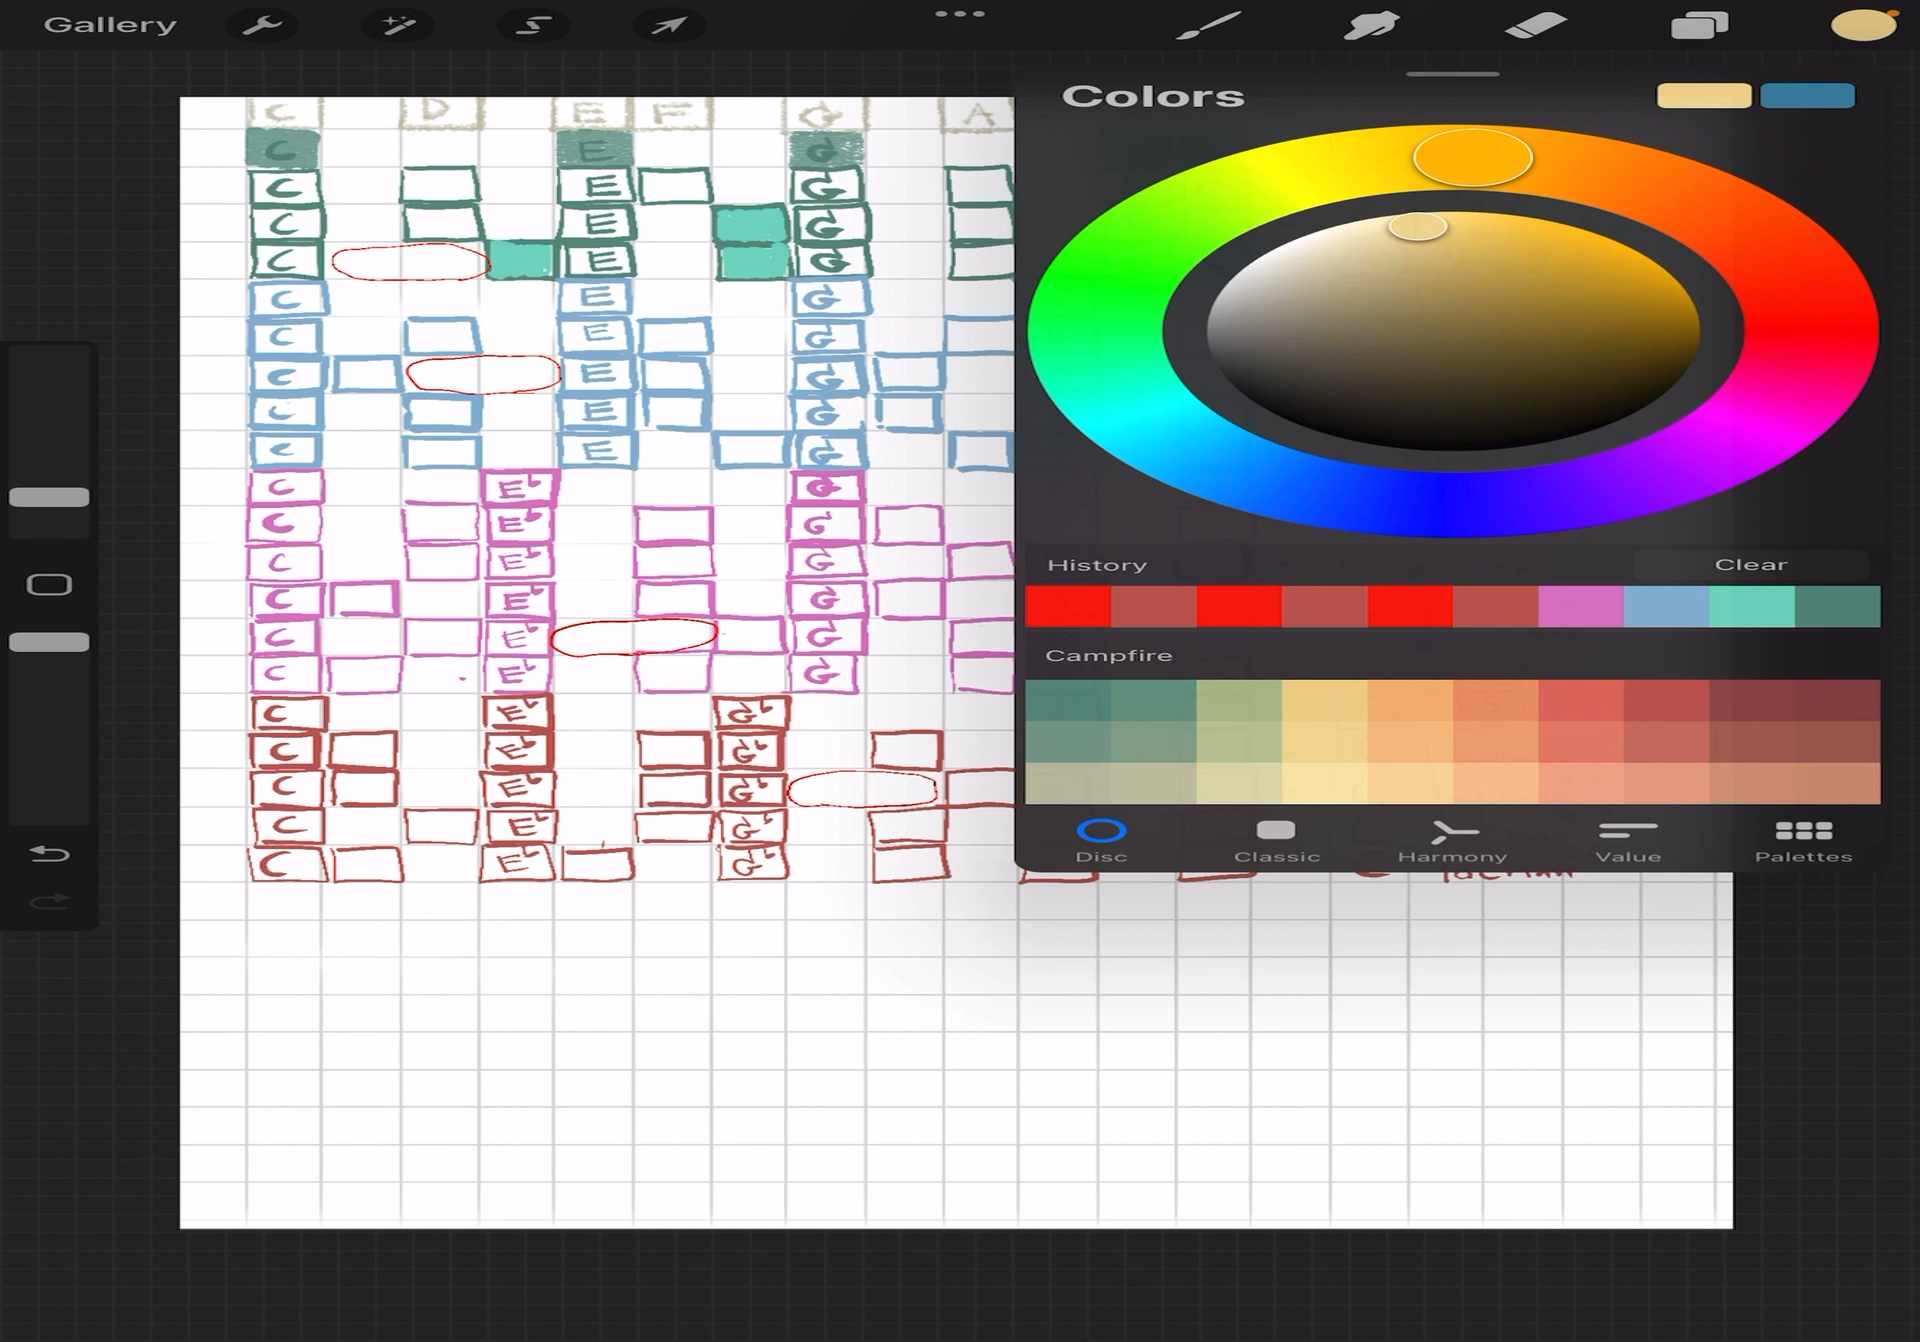 Gallery
Colors
C D E F G A
C E G
C E G
C E G
C E G
C E G
C E G
C E G
C E G
C E G
C E♭ G
C E♭ G
C E♭ G
C E♭ G
C E♭ G
C E♭ G
C E♭ G♭
C E♭ G♭
C E♭ G♭
C E♭ G♭
C E♭ G♭
History Clear
Campfire
Disc Classic Harmony Value Palettes